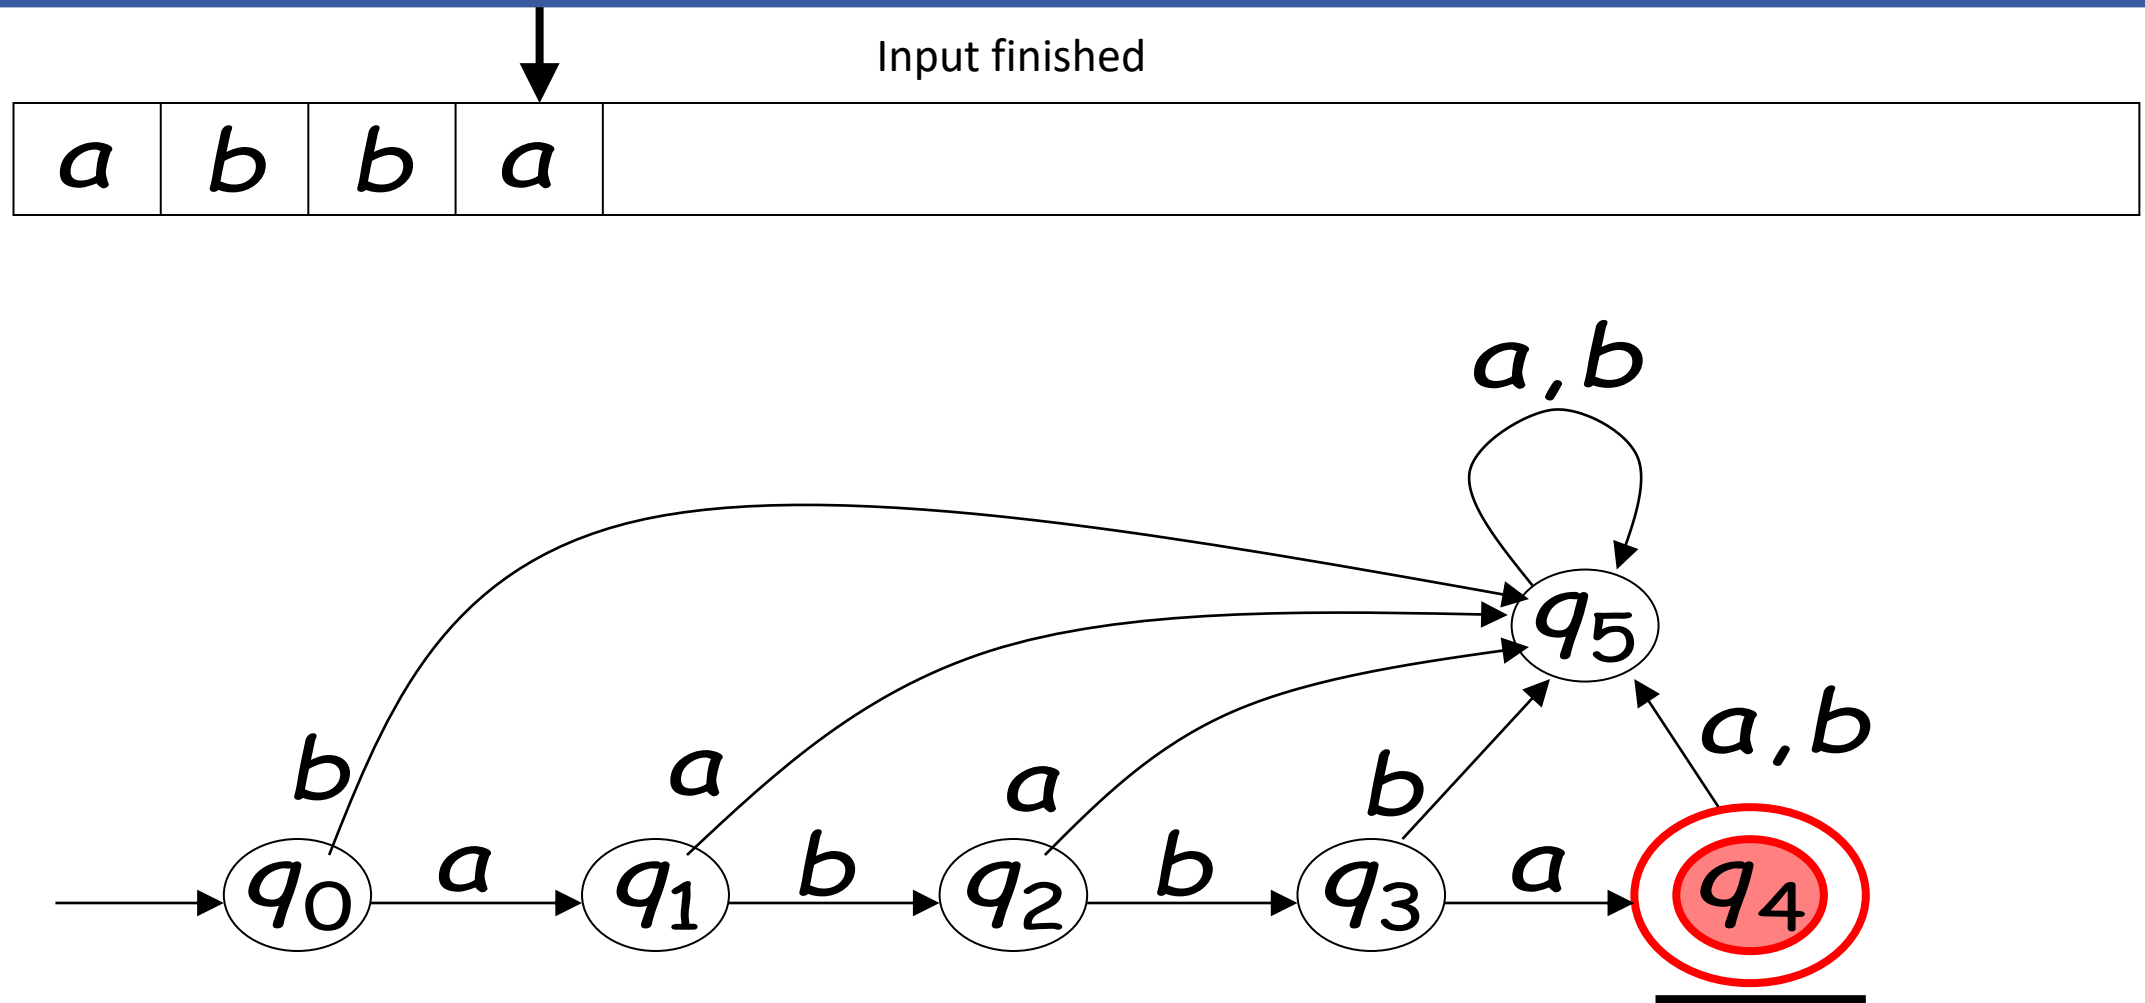 Input finished
a b b a
a,b
q5
a,b
b a a b
q0 a q1 b q2 b q3 a q4